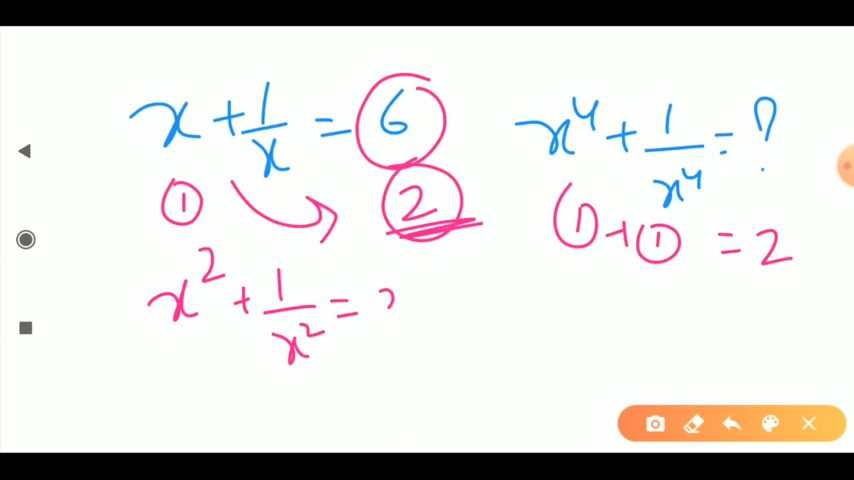 x + 1/x = 6
x⁴ + 1/x⁴ = ?
① 2
① + ① = 2
x² + 1/x² =